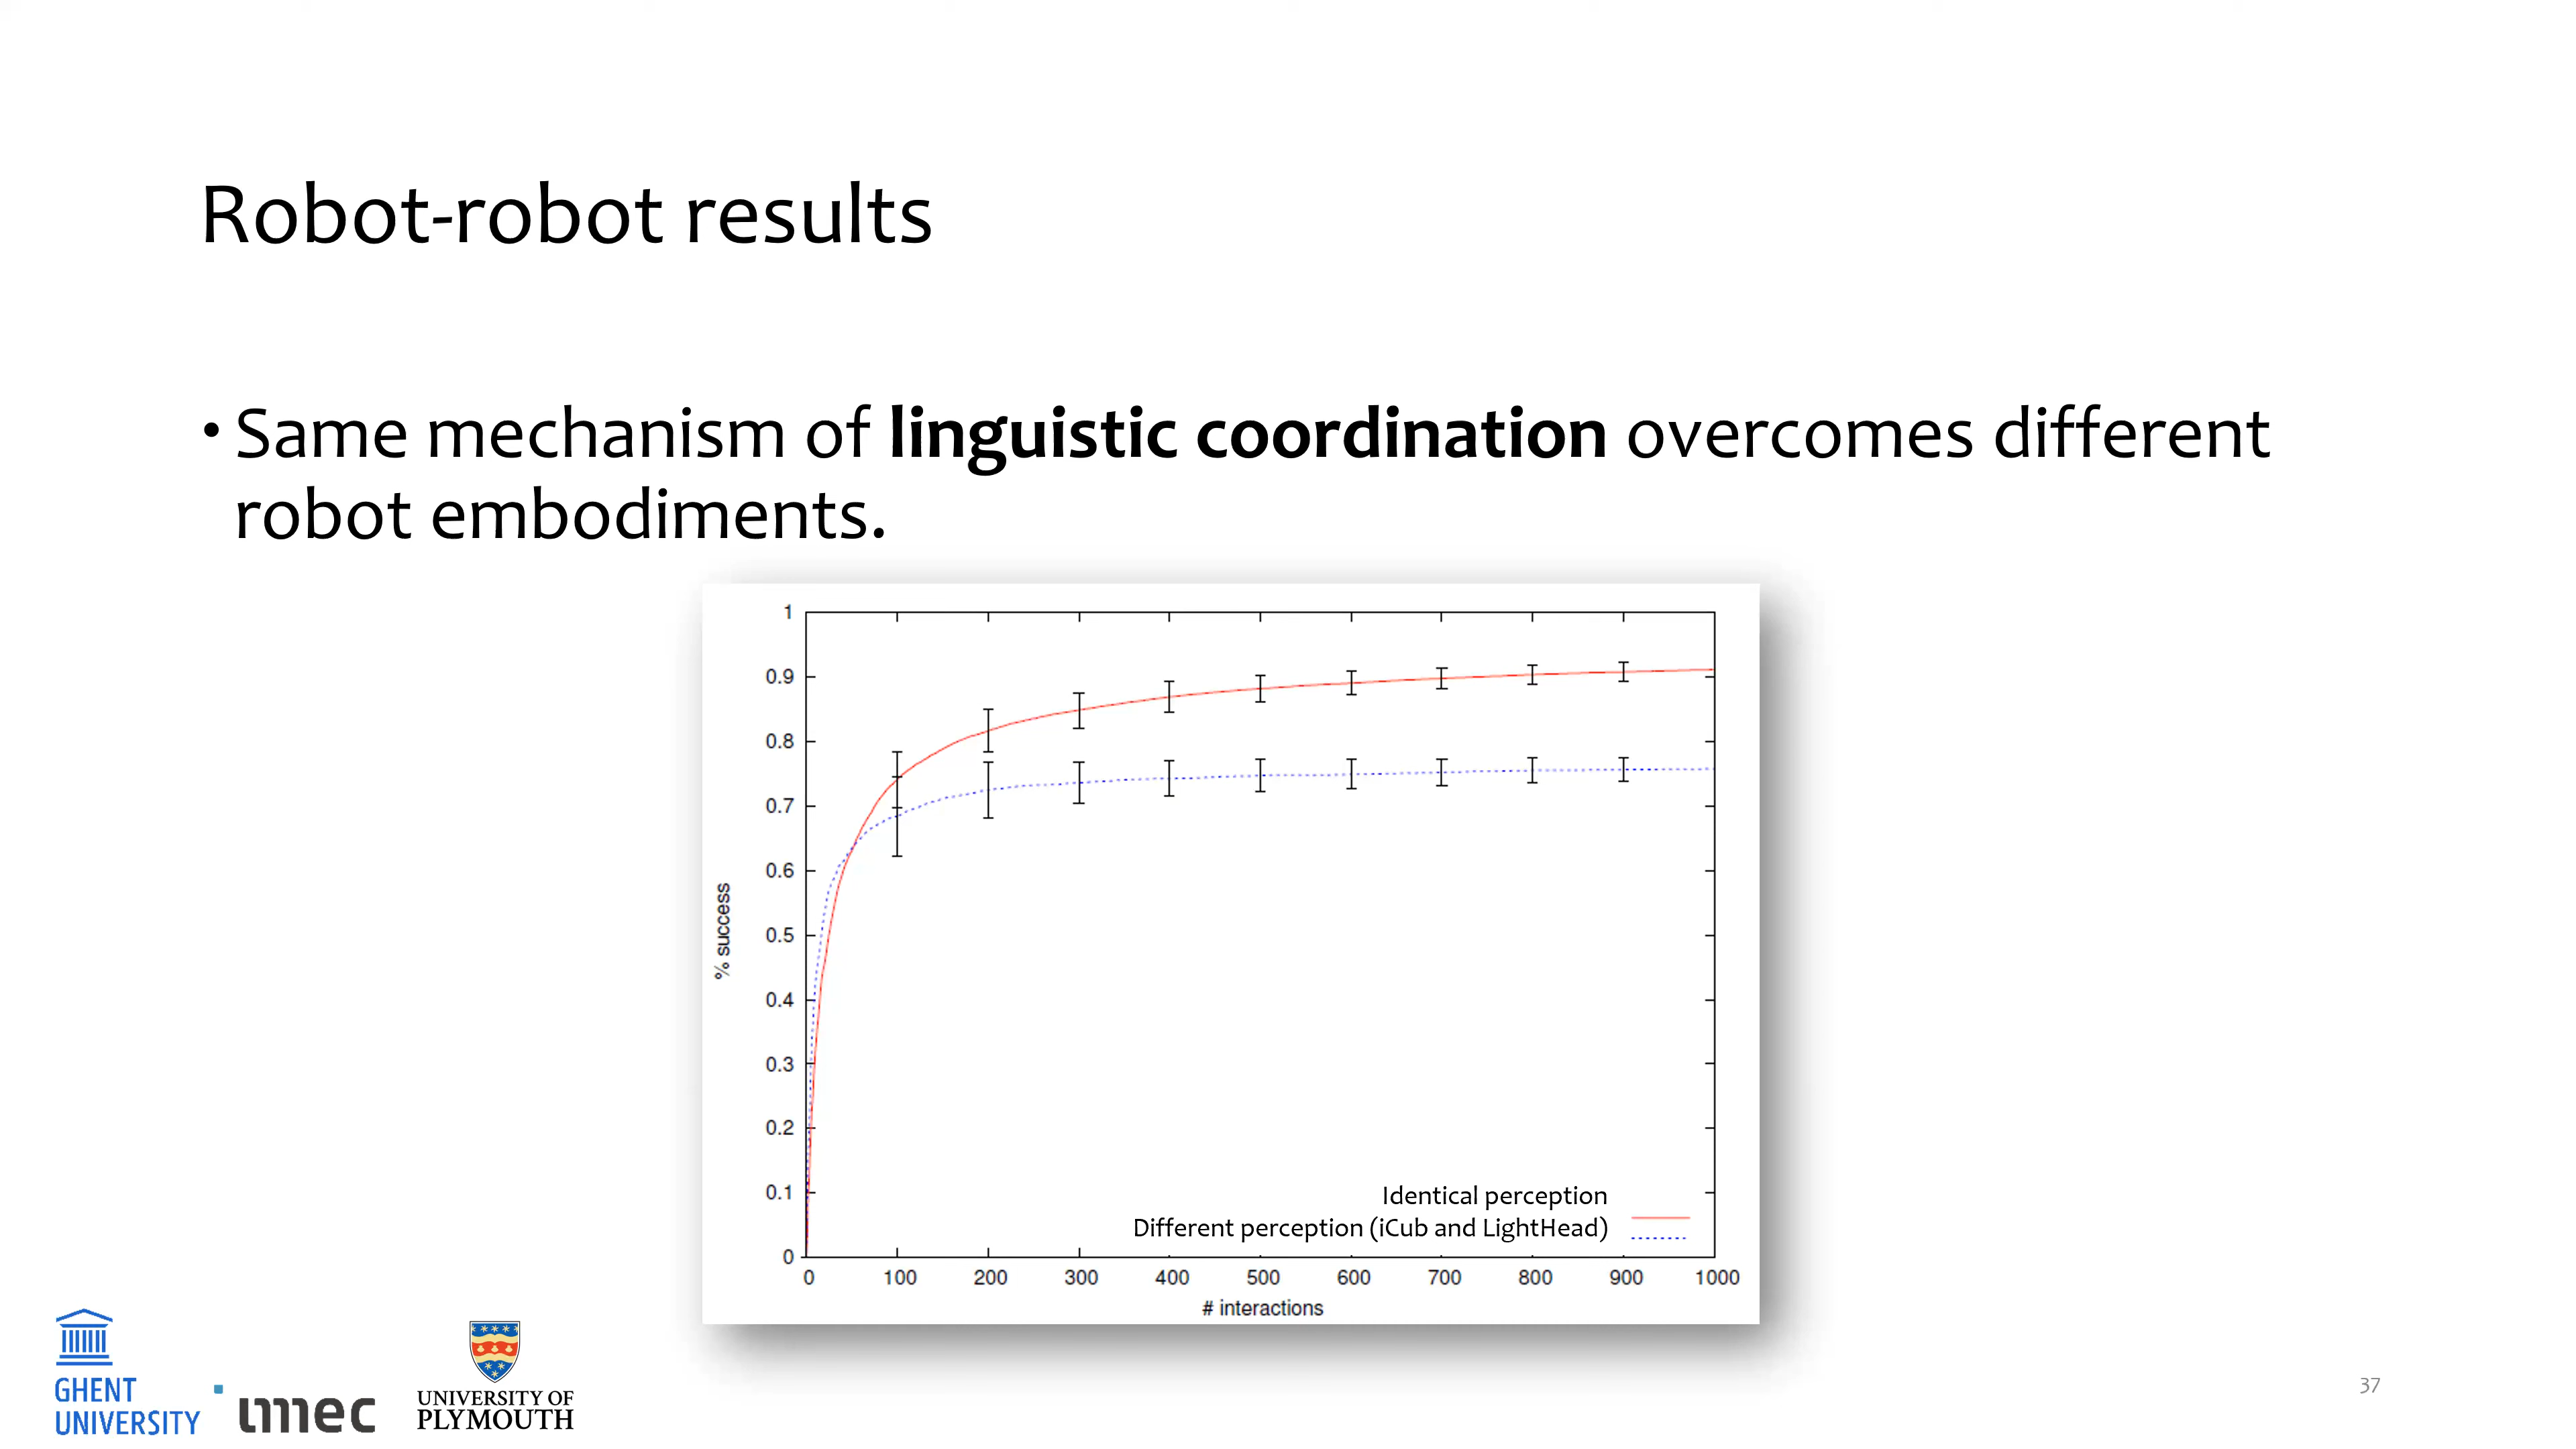 Robot-robot results
• Same mechanism of linguistic coordination overcomes different
robot embodiments.
1
0.9
0.8
0.7
0.6
0.5
0.4
0.3
0.2
0.1
0
% success
Identical perception
Different perception (iCub and LightHead)
0 100 200 300 400 500 600 700 800 900 1000
# interactions
GHENT
UNIVERSITY
imec
UNIVERSITY OF
PLYMOUTH
37